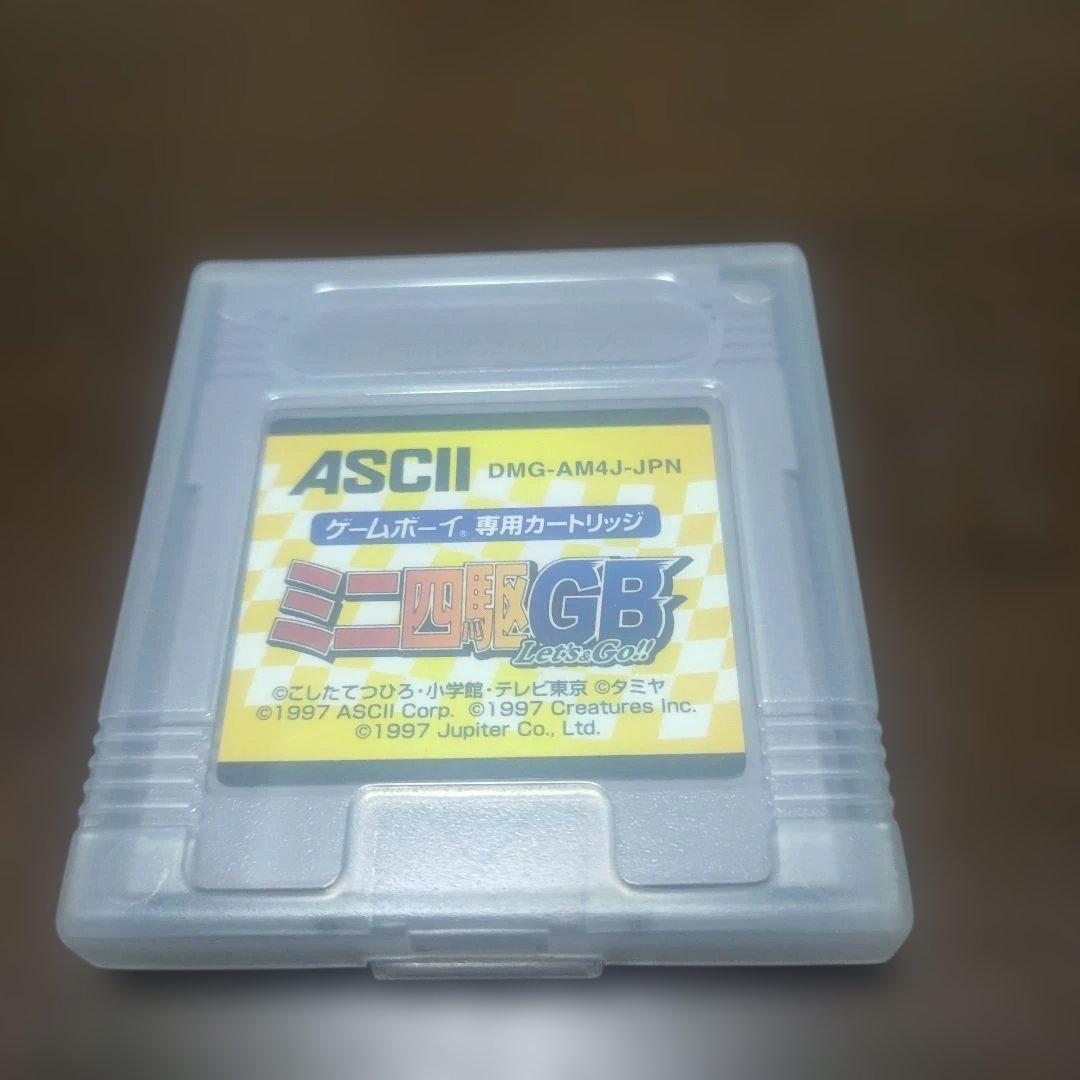 ASCII DMG-AM4J-JPN
ゲームボーイ® 専用カートリッジ
ミニ四駆GB
Let's&Go!!
©こしたてつひろ・小学館・テレビ東京 ©タミヤ
©1997 ASCII Corp. ©1997 Creatures Inc.
©1997 Jupiter Co., Ltd.